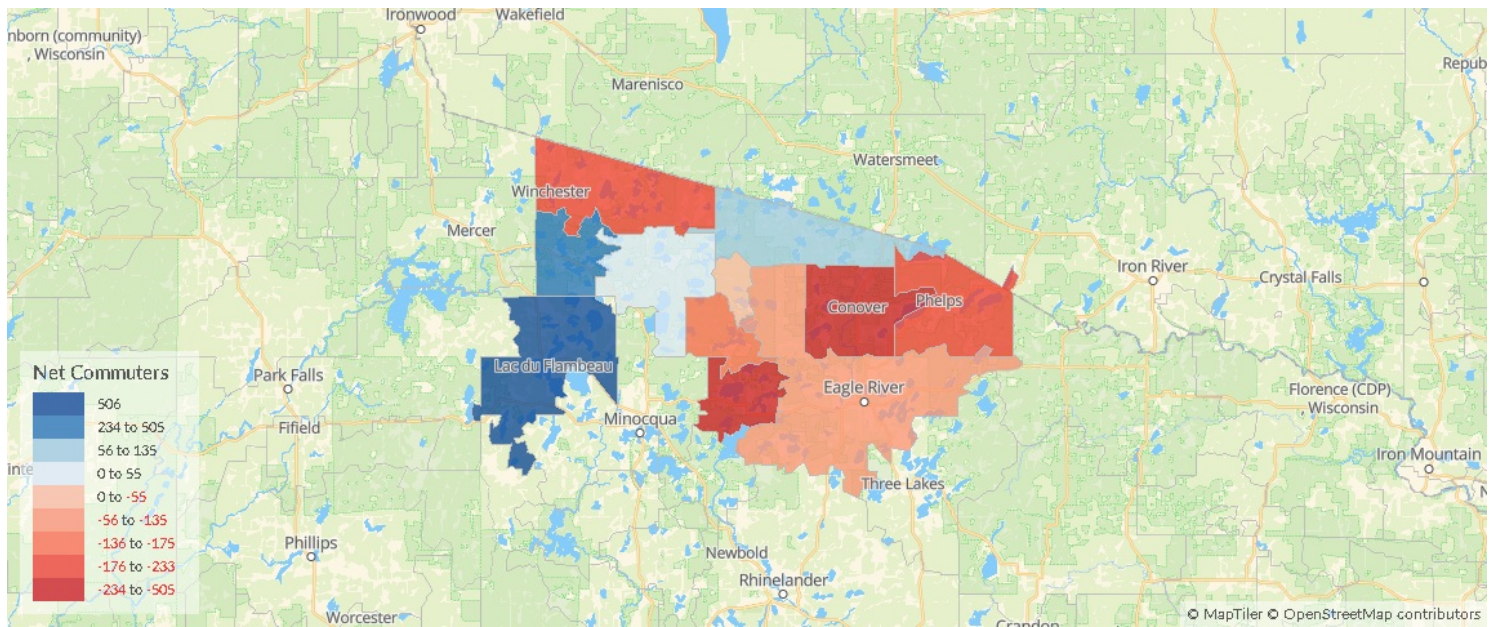 Ironwood
Wakefield
nborn (community)
, Wisconsin
Repub
Marenisco
Watersmeet
Winchester
Mercer
Iron River
Crystal Falls
Conover
Phelps
Net Commuters
506
234 to 505
56 to 135
0 to 55
0 to -55
-56 to -135
-136 to -175
-176 to -233
-234 to -505
Lac du Flambeau
Park Falls
Eagle River
Florence (CDP)
, Wisconsin
Fifield
Minocqua
Iron Mountain
Three Lakes
Phillips
Newbold
Rhinelander
Worcester
Crandon
© MapTiler © OpenStreetMap contributors